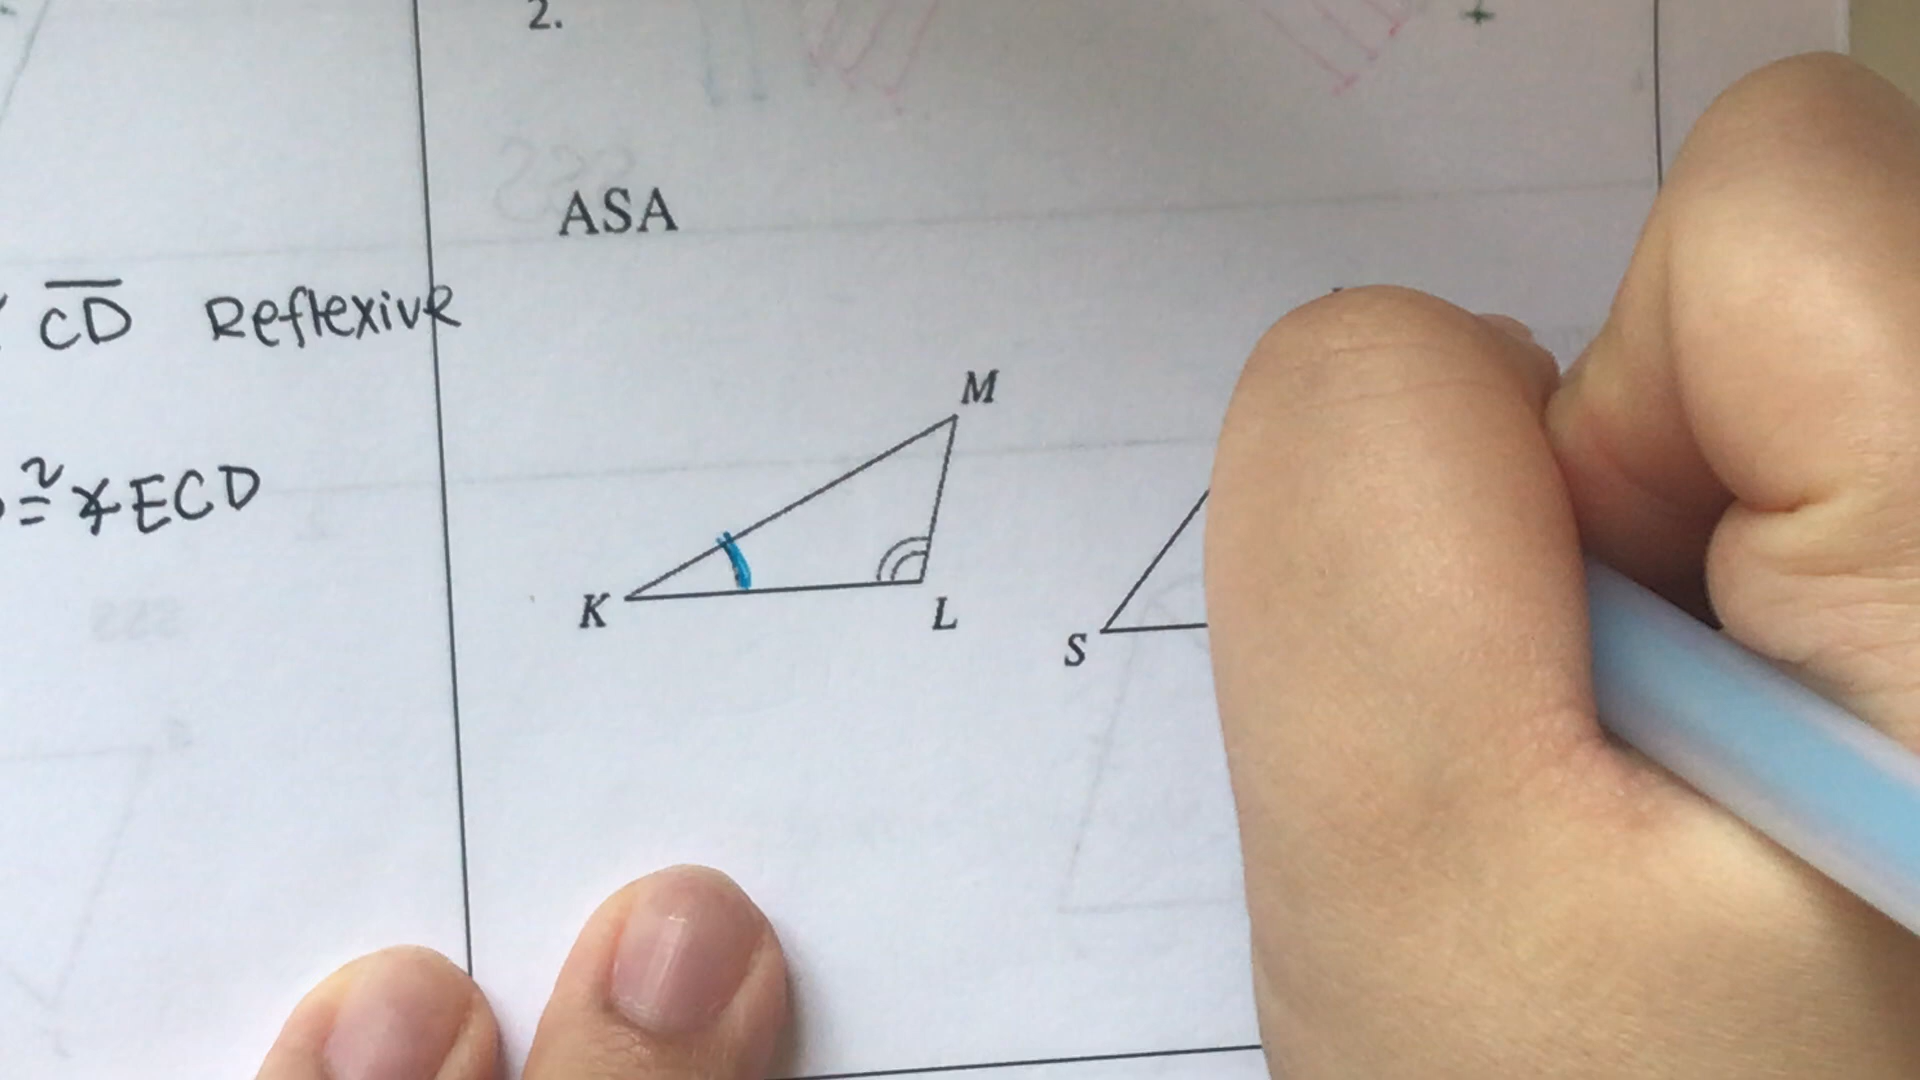 2.
ASA
CD Reflexive
≅ ∡ECD
M
K
L
S